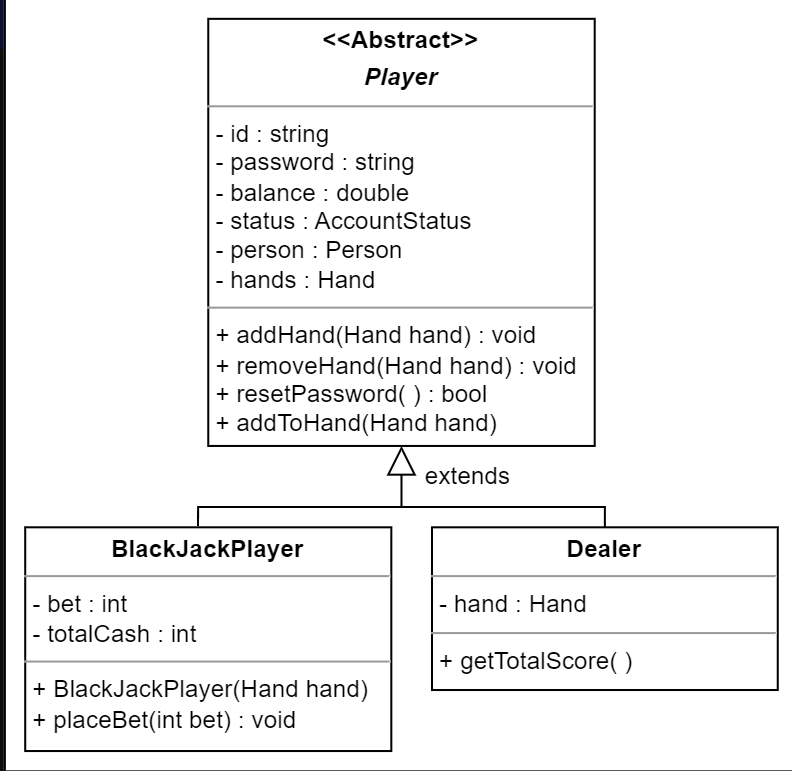 <<Abstract>>
Player
- id : string
- password : string
- balance : double
- status : AccountStatus
- person : Person
- hands : Hand
+ addHand(Hand hand) : void
+ removeHand(Hand hand) : void
+ resetPassword( ) : bool
+ addToHand(Hand hand)
extends
BlackJackPlayer
- bet : int
- totalCash : int
+ BlackJackPlayer(Hand hand)
+ placeBet(int bet) : void
Dealer
- hand : Hand
+ getTotalScore( )